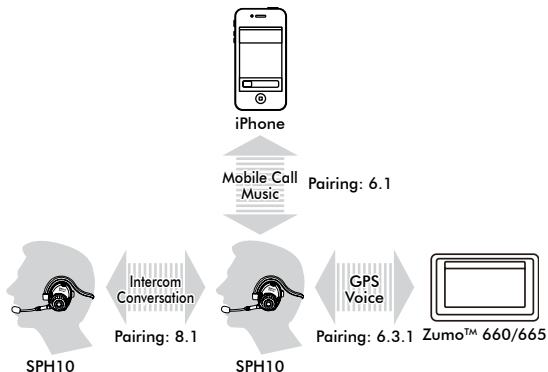 iPhone
Mobile Call
Music
Pairing: 6.1
Intercom
Conversation
GPS
Voice
Pairing: 8.1
Pairing: 6.3.1
Zumo™ 660/665
SPH10
SPH10